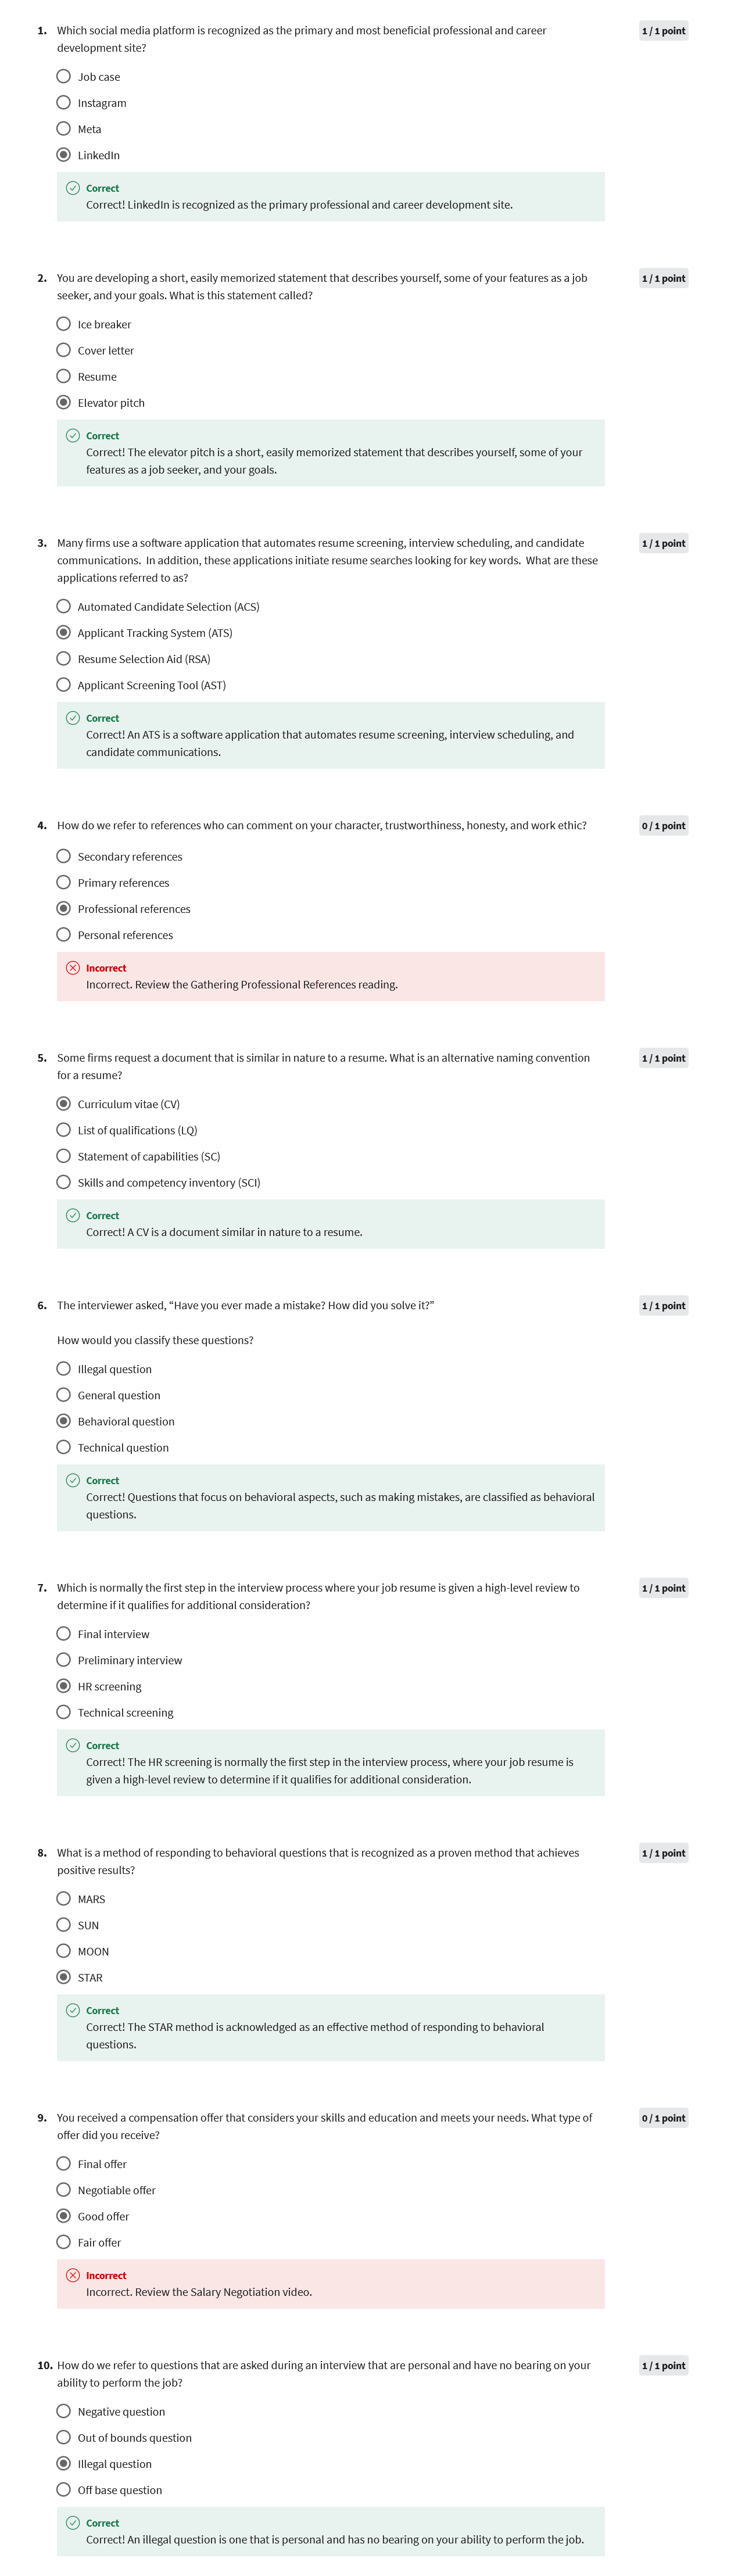 1. Which social media platform is recognized as the primary and most beneficial professional and career 1 / 1 point
development site?
Job case
Instagram
Meta
LinkedIn
Correct
Correct! LinkedIn is recognized as the primary professional and career development site.
2. You are developing a short, easily memorized statement that describes yourself, some of your features as a job 1 / 1 point
seeker, and your goals. What is this statement called?
Ice breaker
Cover letter
Resume
Elevator pitch
Correct
Correct! The elevator pitch is a short, easily memorized statement that describes yourself, some of your
features as a job seeker, and your goals.
3. Many firms use a software application that automates resume screening, interview scheduling, and candidate 1 / 1 point
communications. In addition, these applications initiate resume searches looking for key words. What are these
applications referred to as?
Automated Candidate Selection (ACS)
Applicant Tracking System (ATS)
Resume Selection Aid (RSA)
Applicant Screening Tool (AST)
Correct
Correct! An ATS is a software application that automates resume screening, interview scheduling, and
candidate communications.
4. How do we refer to references who can comment on your character, trustworthiness, honesty, and work ethic? 0 / 1 point
Secondary references
Primary references
Professional references
Personal references
Incorrect
Incorrect. Review the Gathering Professional References reading.
5. Some firms request a document that is similar in nature to a resume. What is an alternative naming convention 1 / 1 point
for a resume?
Curriculum vitae (CV)
List of qualifications (LQ)
Statement of capabilities (SC)
Skills and competency inventory (SCI)
Correct
Correct! A CV is a document similar in nature to a resume.
6. The interviewer asked, “Have you ever made a mistake? How did you solve it?” 1 / 1 point
How would you classify these questions?
Illegal question
General question
Behavioral question
Technical question
Correct
Correct! Questions that focus on behavioral aspects, such as making mistakes, are classified as behavioral
questions.
7. Which is normally the first step in the interview process where your job resume is given a high-level review to 1 / 1 point
determine if it qualifies for additional consideration?
Final interview
Preliminary interview
HR screening
Technical screening
Correct
Correct! The HR screening is normally the first step in the interview process, where your job resume is
given a high-level review to determine if it qualifies for additional consideration.
8. What is a method of responding to behavioral questions that is recognized as a proven method that achieves 1 / 1 point
positive results?
MARS
SUN
MOON
STAR
Correct
Correct! The STAR method is acknowledged as an effective method of responding to behavioral
questions.
9. You received a compensation offer that considers your skills and education and meets your needs. What type of 0 / 1 point
offer did you receive?
Final offer
Negotiable offer
Good offer
Fair offer
Incorrect
Incorrect. Review the Salary Negotiation video.
10. How do we refer to questions that are asked during an interview that are personal and have no bearing on your 1 / 1 point
ability to perform the job?
Negative question
Out of bounds question
Illegal question
Off base question
Correct
Correct! An illegal question is one that is personal and has no bearing on your ability to perform the job.